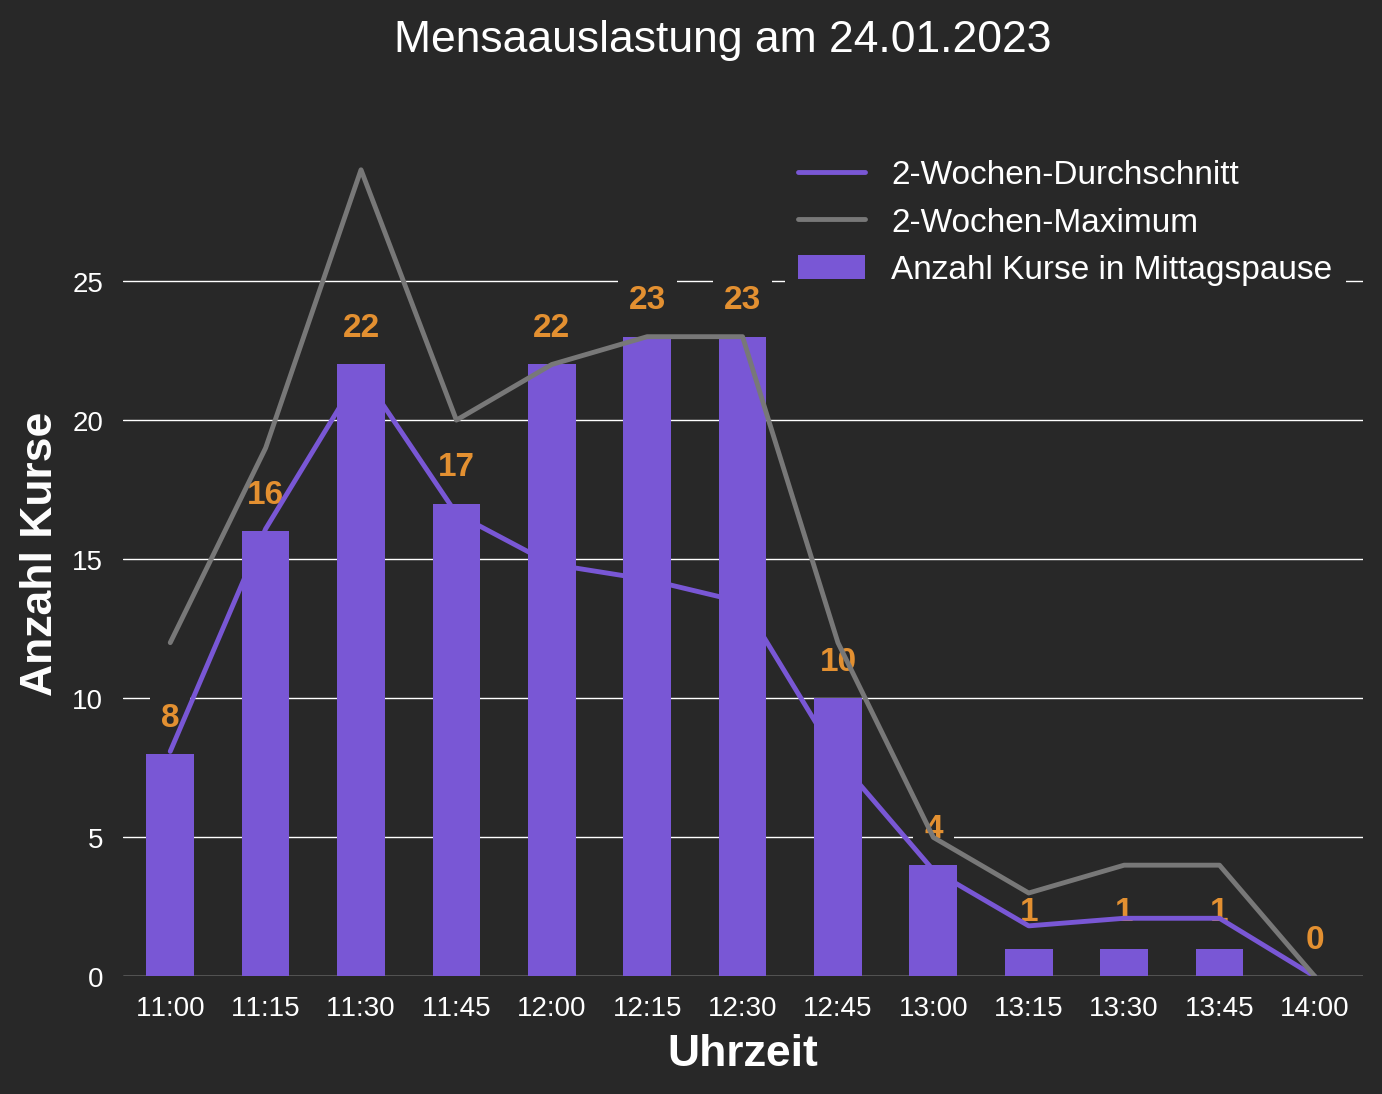 Mensaauslastung am 24.01.2023
2-Wochen-Durchschnitt
2-Wochen-Maximum
Anzahl Kurse in Mittagspause
Anzahl Kurse
25
20
15
10
5
0
8
16
22
17
22
23
23
10
4
1
1
1
0
11:00 11:15 11:30 11:45 12:00 12:15 12:30 12:45 13:00 13:15 13:30 13:45 14:00
Uhrzeit